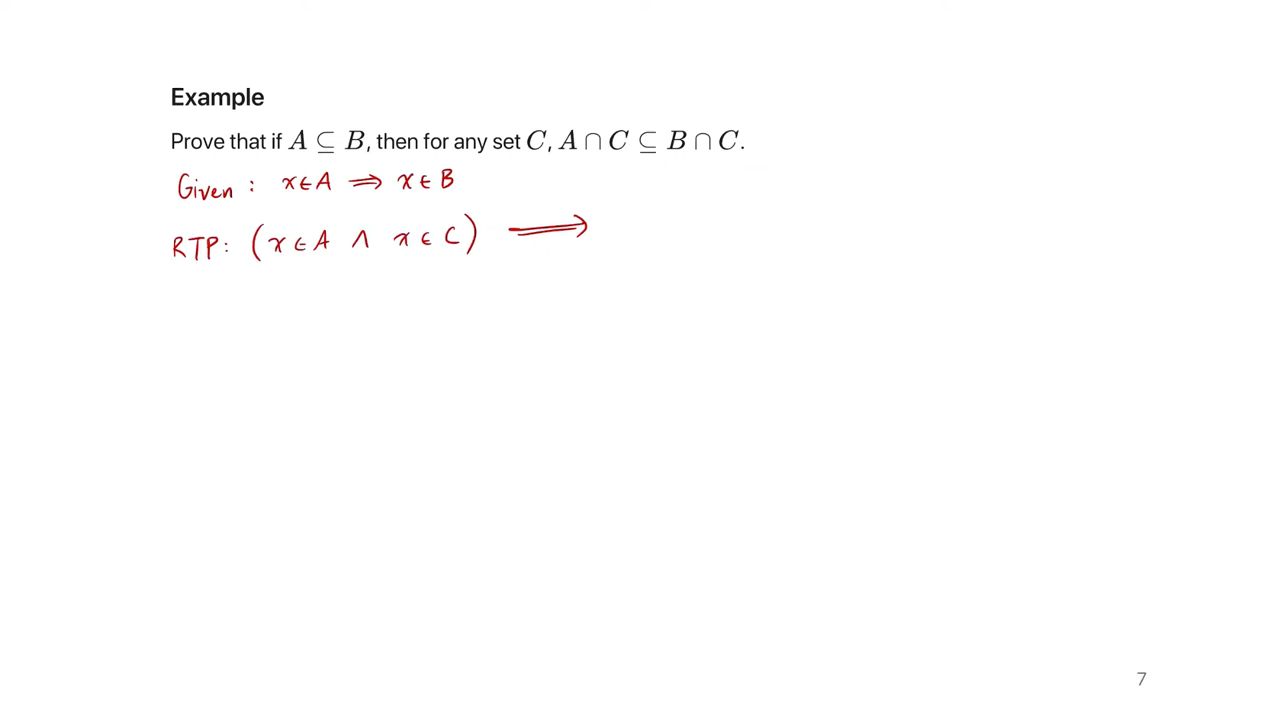 Example
Prove that if A ⊆ B, then for any set C, A ∩ C ⊆ B ∩ C.
Given : x∈A ⟹ x∈B
RTP: (x∈A ∧ x∈C) ⟹
7